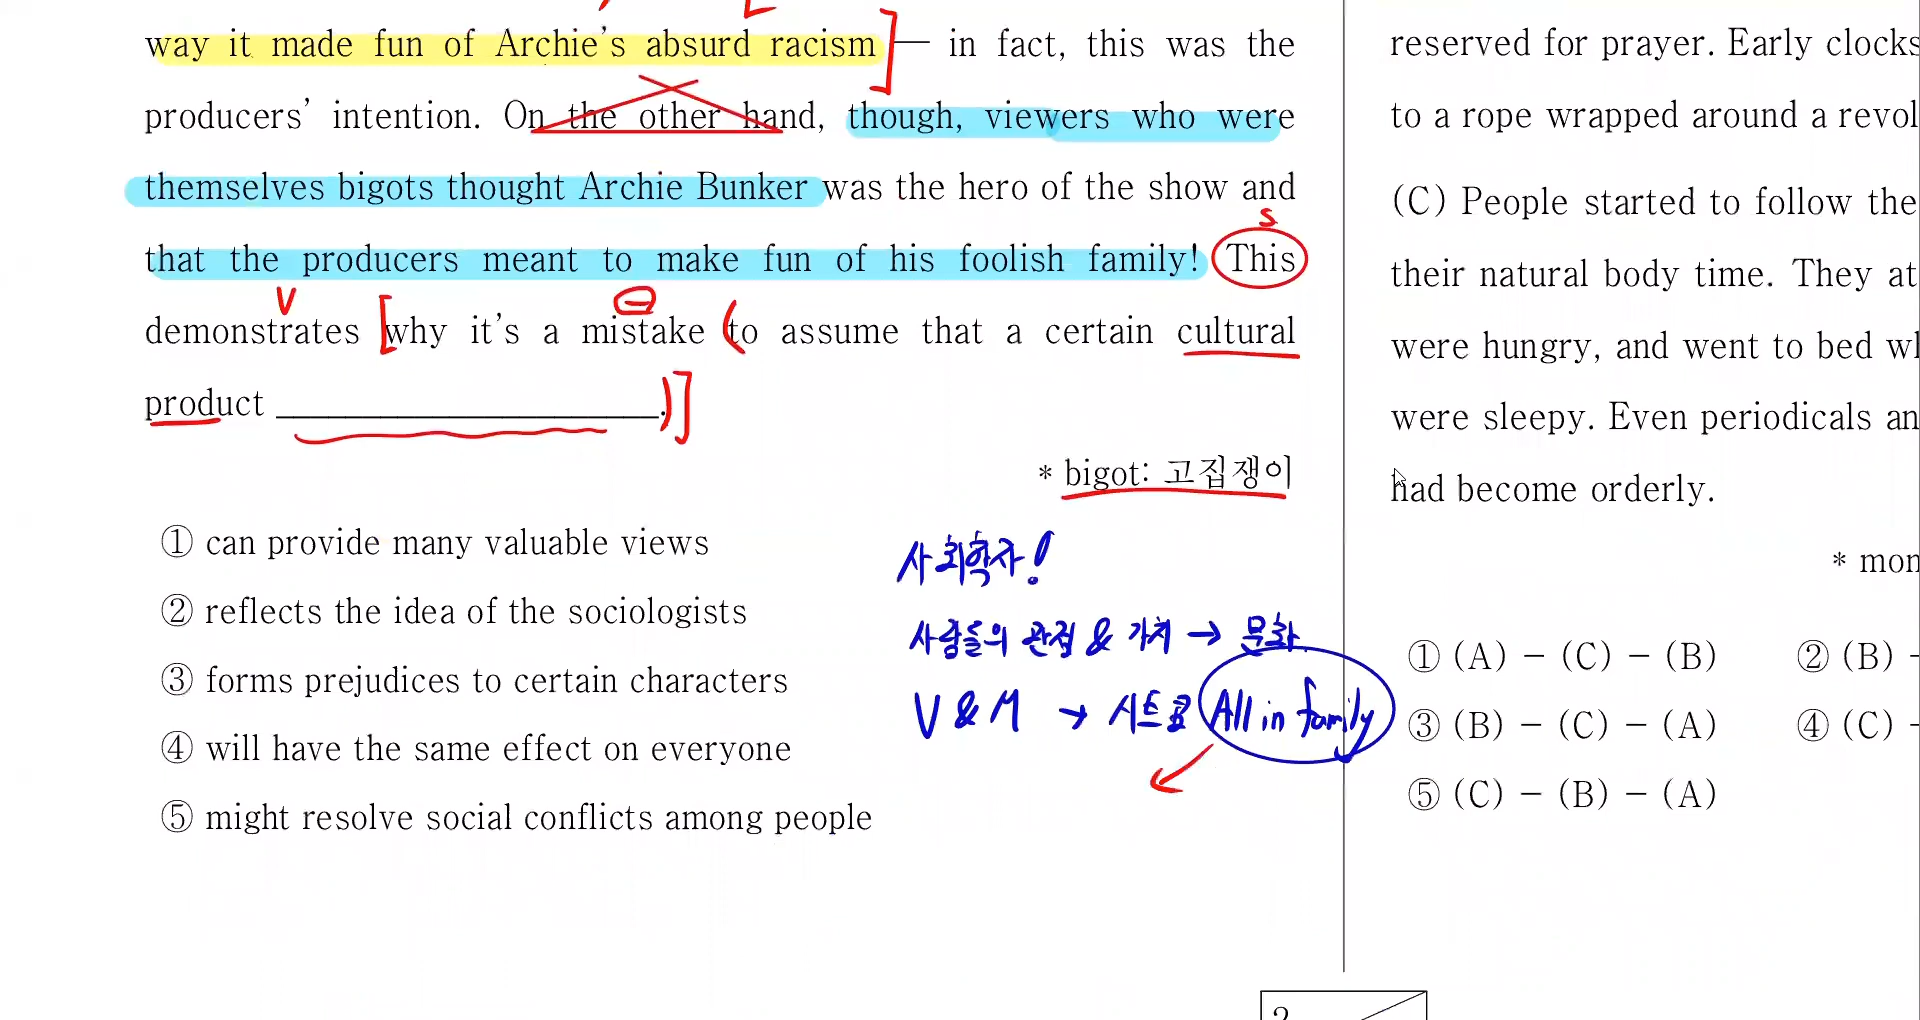 way it made fun of Archie's absurd racism — in fact, this was the
producers' intention. On the other hand, though, viewers who were
themselves bigots thought Archie Bunker was the hero of the show and
s
that the producers meant to make fun of his foolish family! This
v
demonstrates [why it's a mistake (to assume that a certain cultural
product ____________.)]
* bigot: 고집쟁이
① can provide many valuable views
② reflects the idea of the sociologists
③ forms prejudices to certain characters
④ will have the same effect on everyone
⑤ might resolve social conflicts among people
사회학자!
사람들의 관점 & 가치 → 문화
V & M → 시트콤 All in family
reserved for prayer. Early clocks
to a rope wrapped around a revol
(C) People started to follow the
their natural body time. They at
were hungry, and went to bed wh
were sleepy. Even periodicals an
had become orderly.
* mon
① (A) − (C) − (B) ② (B) −
③ (B) − (C) − (A) ④ (C) −
⑤ (C) − (B) − (A)
2